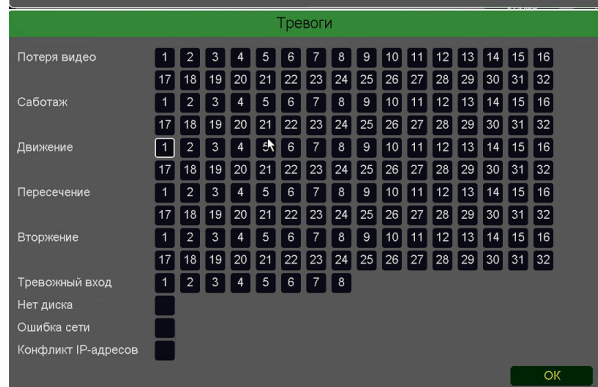 Тревоги
Потеря видео 1 2 3 4 5 6 7 8 9 10 11 12 13 14 15 16
17 18 19 20 21 22 23 24 25 26 27 28 29 30 31 32
Саботаж 1 2 3 4 5 6 7 8 9 10 11 12 13 14 15 16
17 18 19 20 21 22 23 24 25 26 27 28 29 30 31 32
Движение 1 2 3 4 5 6 7 8 9 10 11 12 13 14 15 16
17 18 19 20 21 22 23 24 25 26 27 28 29 30 31 32
Пересечение 1 2 3 4 5 6 7 8 9 10 11 12 13 14 15 16
17 18 19 20 21 22 23 24 25 26 27 28 29 30 31 32
Вторжение 1 2 3 4 5 6 7 8 9 10 11 12 13 14 15 16
17 18 19 20 21 22 23 24 25 26 27 28 29 30 31 32
Тревожный вход 1 2 3 4 5 6 7 8
Нет диска
Ошибка сети
Конфликт IP-адресов
OK